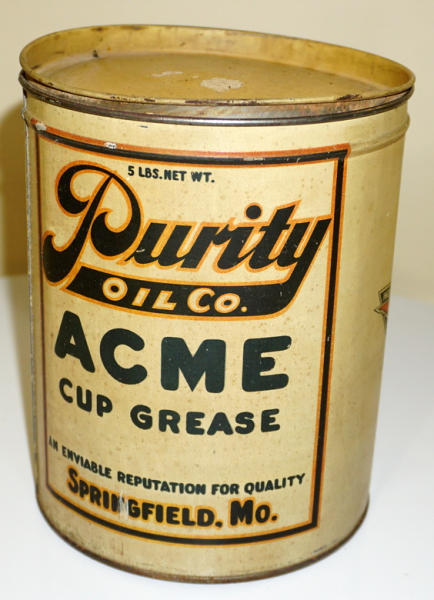 5 LBS. NET WT.
Purity
OIL CO.
ACME
CUP GREASE
AN ENVIABLE REPUTATION FOR QUALITY
SPRINGFIELD, MO.